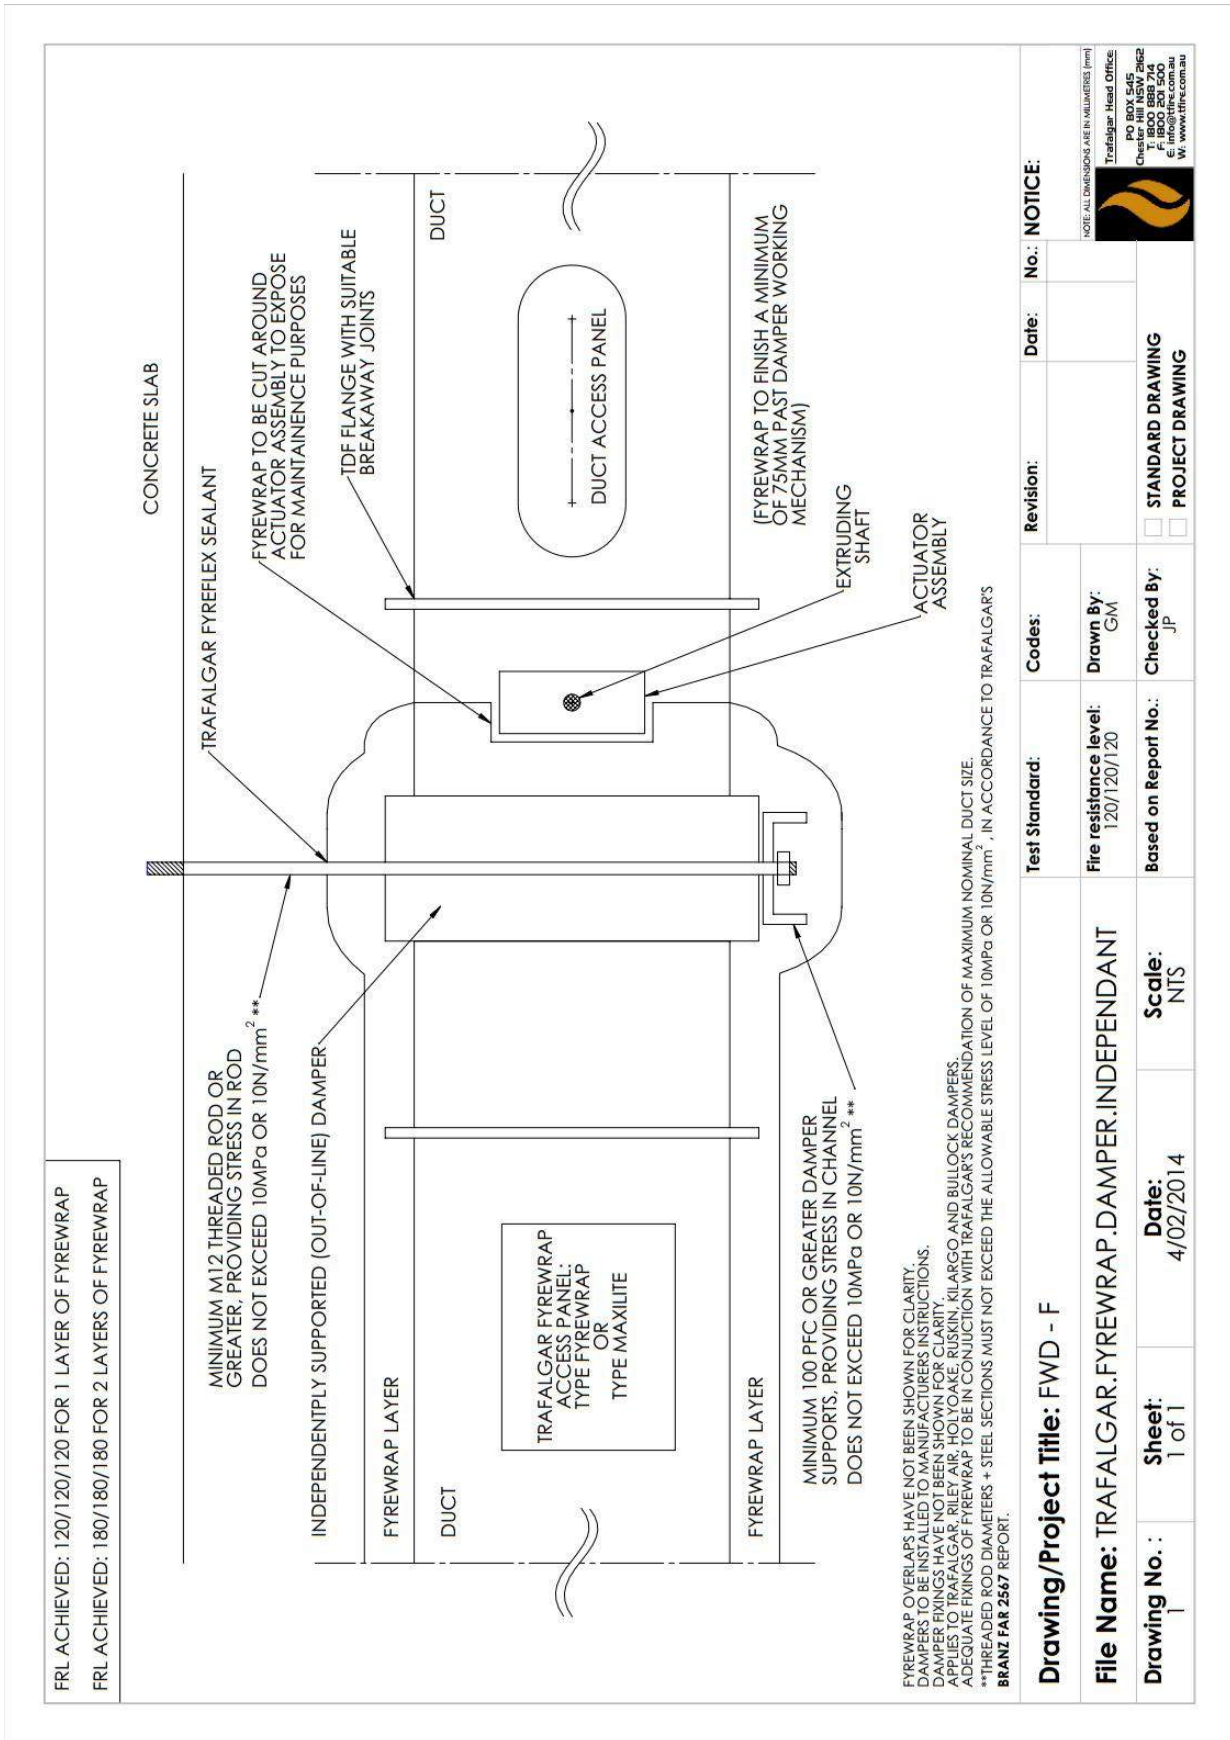 FRL ACHIEVED: 120/120/120 FOR 1 LAYER OF FYREWRAP
FRL ACHIEVED: 180/180/180 FOR 2 LAYERS OF FYREWRAP
CONCRETE SLAB
MINIMUM M12 THREADED ROD OR
GREATER, PROVIDING STRESS IN ROD
DOES NOT EXCEED 10MPa OR 10N/mm² **
TRAFALGAR FYREFLEX SEALANT
FYREWRAP TO BE CUT AROUND
ACTUATOR ASSEMBLY TO EXPOSE
FOR MAINTAINENCE PURPOSES
INDEPENDENTPLY SUPPORTED (OUT-OF-LINE) DAMPER
TDF FLANGE WITH SUITABLE
BREAKAWAY JOINTS
FYREWRAP LAYER
DUCT
DUCT
TRAFALGAR FYREWRAP
ACCESS PANEL:
TYPE FYREWRAP
OR
TYPE MAXILITE
DUCT ACCESS PANEL
FYREWRAP LAYER
(FYREWRAP TO FINISH A MINIMUM
OF 75MM PAST DAMPER WORKING
MECHANISM)
MINIMUM 100 PFC OR GREATER DAMPER
SUPPORTS, PROVIDING STRESS IN CHANNEL
DOES NOT EXCEED 10MPa OR 10N/mm² **
EXTRUDING
SHAFT
ACTUATOR
ASSEMBLY
FYREWRAP OVERLAPS HAVE NOT BEEN SHOWN FOR CLARITY.
DAMPERS TO BE INSTALLED TO MANUFACTURERS INSTRUCTIONS.
DAMPER FIXINGS HAVE NOT BEEN SHOWN FOR CLARITY.
APPLIES TO TRAFALGAR, RILEY AIR, HOLYOAKE, RUSKIN, KILARGO AND BULLOCK DAMPERS.
ADEQUATE FIXINGS OF FYREWRAP TO BE IN CONJUCTION WITH TRAFALGAR'S RECOMMENDATION OF MAXIMUM NOMINAL DUCT SIZE.
**THREADED ROD DIAMETERS + STEEL SECTIONS MUST NOT EXCEED THE ALLOWABLE STRESS LEVEL OF 10MPa OR 10N/mm² , IN ACCORDANCE TO TRAFALGAR'S
BRANZ FAR 2567 REPORT.
Drawing/Project Title: FWD - F
Test Standard:
Codes:
Revision:
Date:
No.:
NOTICE:
File Name: TRAFALGAR.FYREWRAP.DAMPER.INDEPENDANT
Fire resistance level:
120/120/120
Drawn By:
GM
NOTE: ALL DIMENSIONS ARE IN MILLIMETRES (mm)
Drawing No. :
1
Sheet:
1 of 1
Date:
4/02/2014
Scale:
NTS
Based on Report No.:
Checked By:
JP
STANDARD DRAWING
PROJECT DRAWING
Trafalgar Head Office:
PO BOX 545
Chester Hill NSW 2162
T: 1800 888 714
F: 1800 201 500
E: info@tfire.com.au
W: www.tfire.com.au